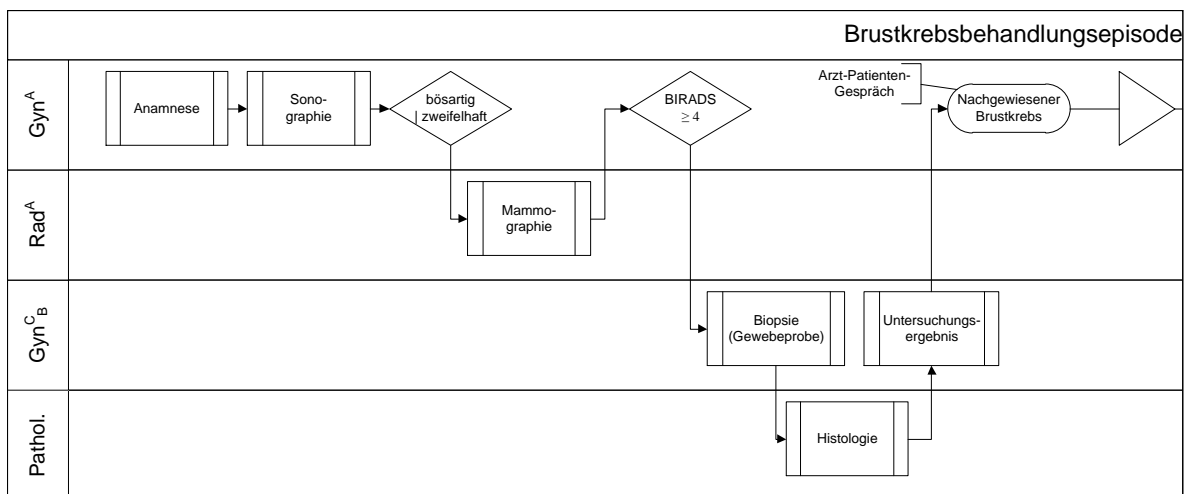 Brustkrebsbehandlungsepisode
Gyn^A
Anamnese
Sono-
graphie
bösartig
| zweifelhaft
BIRADS
≥ 4
Arzt-Patienten-
Gespräch
Nachgewiesener
Brustkrebs
Rad^A
Mammo-
graphie
Gyn^C_B
Biopsie
(Gewebeprobe)
Untersuchungs-
ergebnis
Pathol.
Histologie